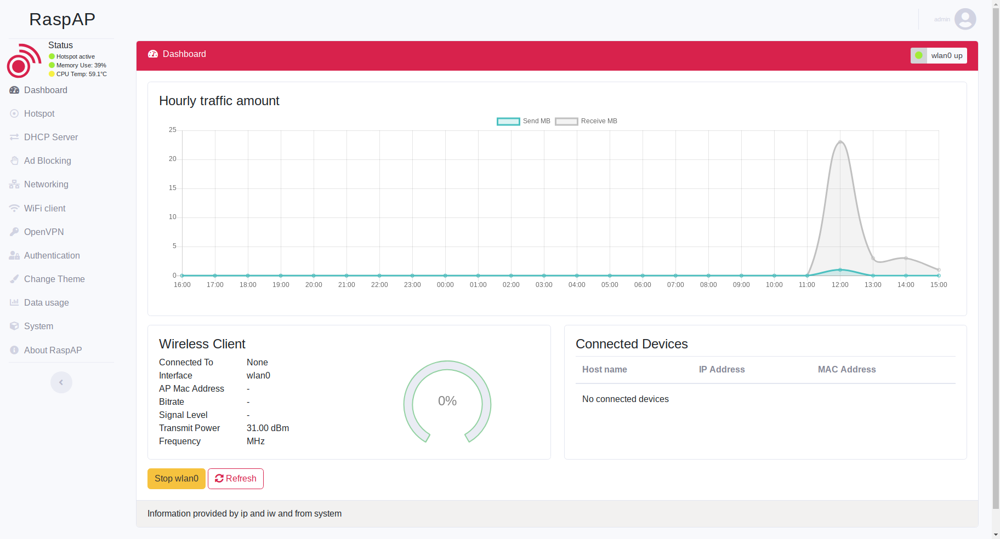 RaspAP
admin
Status
Hotspot active
Memory Use: 39%
CPU Temp: 59.1°C
Dashboard
Hotspot
DHCP Server
Ad Blocking
Networking
WiFi client
OpenVPN
Authentication
Change Theme
Data usage
System
About RaspAP
Dashboard
wlan0 up
Hourly traffic amount
Send MB Receive MB
25
20
15
10
5
0
16:00 17:00 18:00 19:00 20:00 21:00 22:00 23:00 00:00 01:00 02:00 03:00 04:00 05:00 06:00 07:00 08:00 09:00 10:00 11:00 12:00 13:00 14:00 15:00
Wireless Client
Connected To None
Interface wlan0
AP Mac Address -
Bitrate -
Signal Level -
Transmit Power 31.00 dBm
Frequency MHz
0%
Connected Devices
Host name IP Address MAC Address
No connected devices
Stop wlan0 Refresh
Information provided by ip and iw and from system